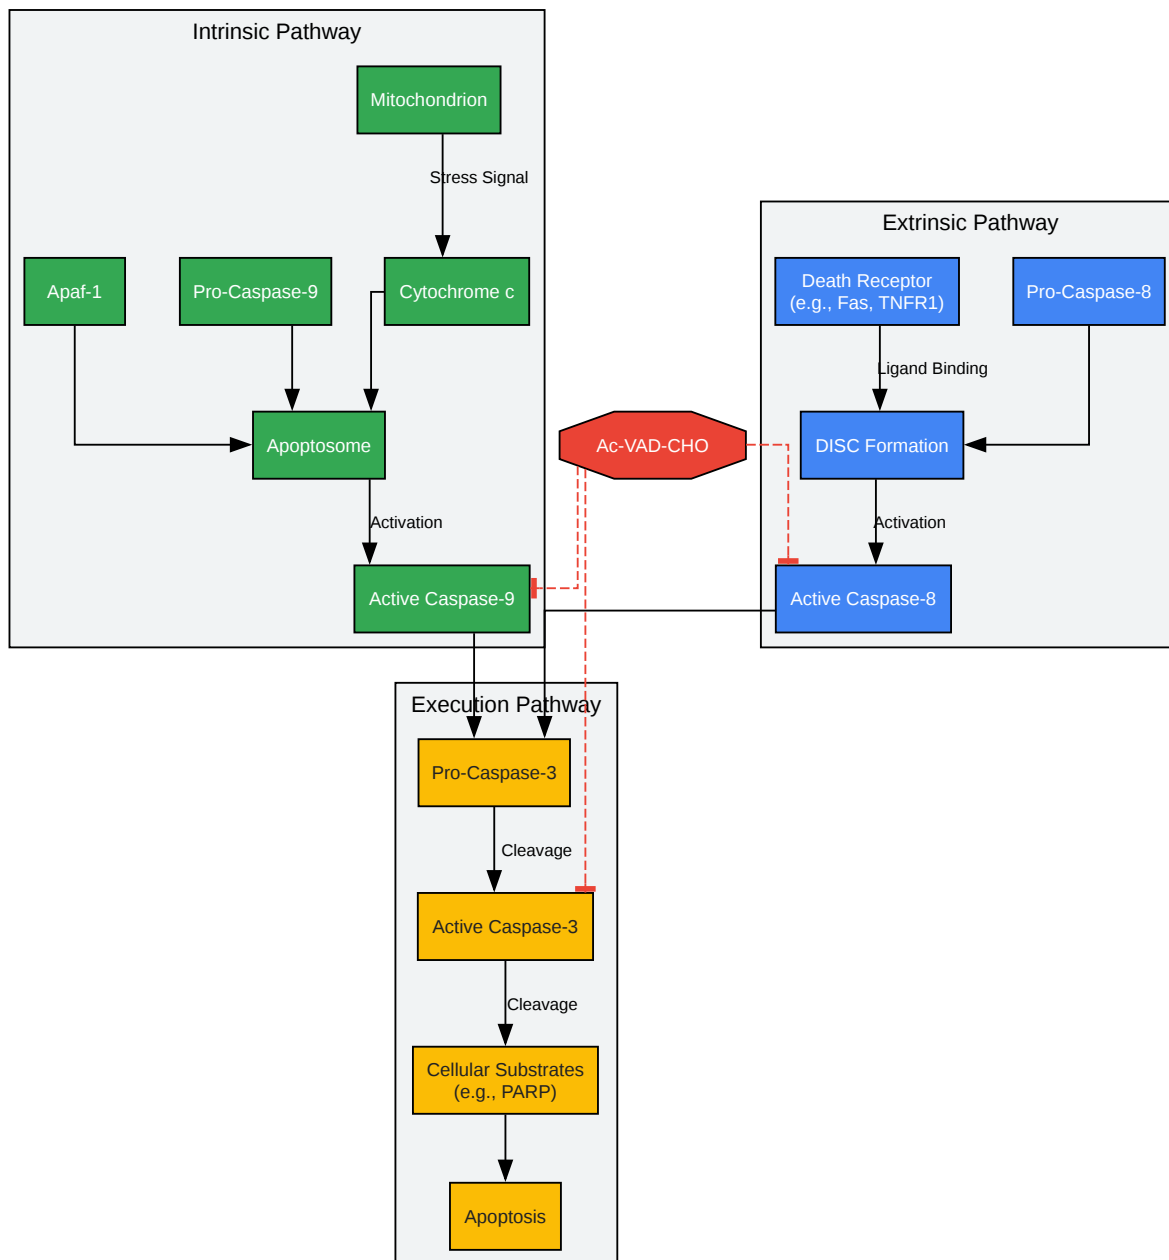 Intrinsic Pathway
Mitochondrion
Stress Signal
Extrinsic Pathway
Apaf-1
Pro-Caspase-9
Cytochrome c
Death Receptor
(e.g., Fas, TNFR1)
Pro-Caspase-8
Ligand Binding
Apoptosome
Ac-VAD-CHO
DISC Formation
Activation
Activation
Active Caspase-9
Active Caspase-8
Execution Pathway
Pro-Caspase-3
Cleavage
Active Caspase-3
Cleavage
Cellular Substrates
(e.g., PARP)
Apoptosis